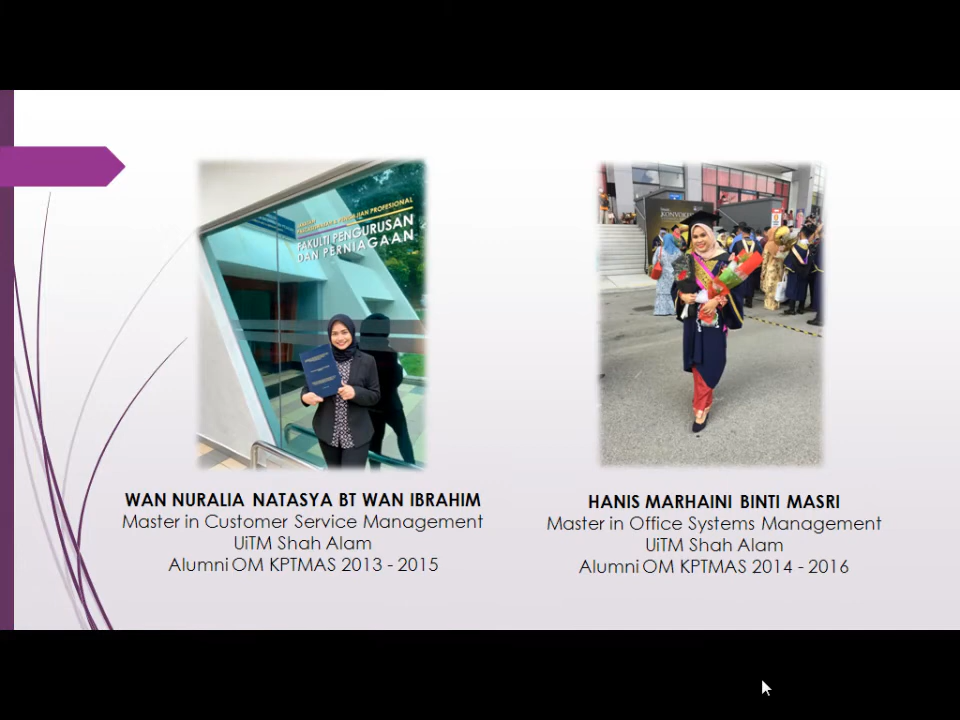 FAKULTI PENGURUSAN
DAN PERNIAGAAN
KONVOKE
WAN NURALIA NATASYA BT WAN IBRAHIM
Master in Customer Service Management
UiTM Shah Alam
Alumni OM KPTMAS 2013 - 2015
HANIS MARHAINI BINTI MASRI
Master in Office Systems Management
UiTM Shah Alam
Alumni OM KPTMAS 2014 - 2016